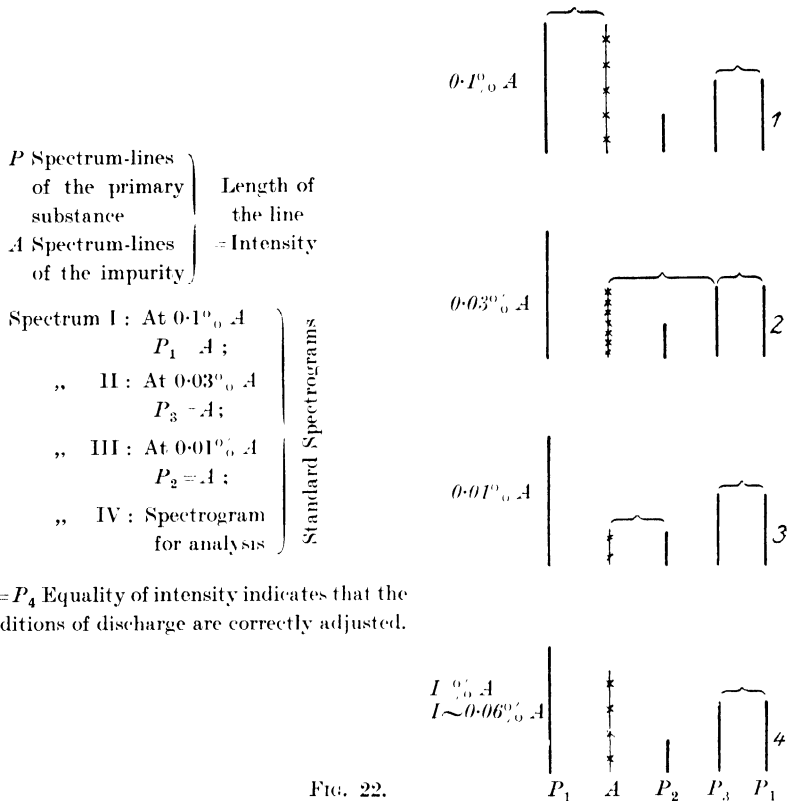 P Spectrum-lines
of the primary
substance
A Spectrum-lines
of the impurity
Length of
the line
=Intensity
Spectrum I : At 0·1% A
P₁ A ;
,, II : At 0·03% A
P₃ - A ;
,, III : At 0·01% A
P₂ = A ;
,, IV : Spectrogram
for analysis
Standard Spectrograms
=P₄ Equality of intensity indicates that the
ditions of discharge are correctly adjusted.
0·1% A
1
0·03% A
2
0·01% A
3
I % A
I~0·06% A
4
P₁ A P₂ P₃ P₁
FIG. 22.